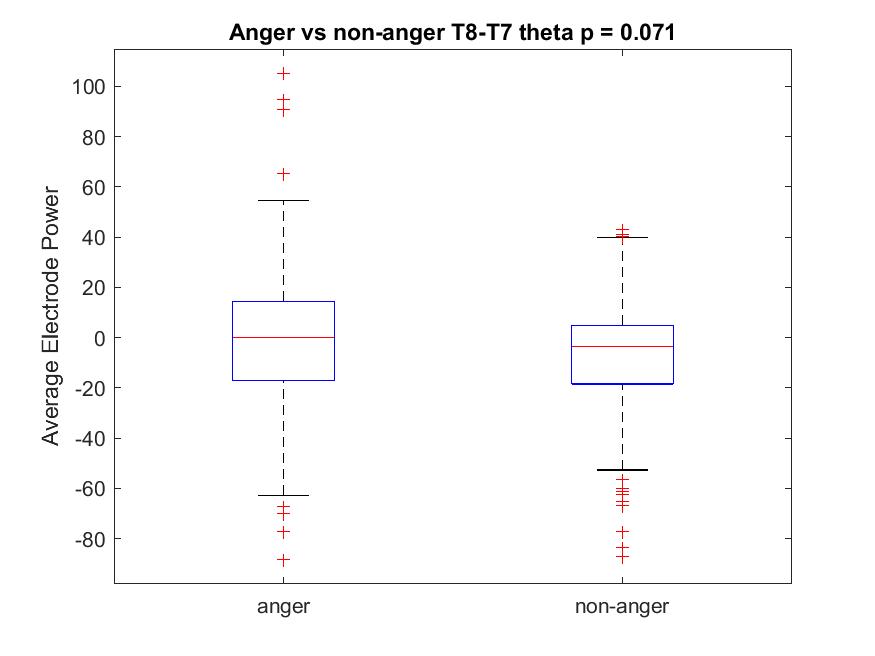 Anger vs non-anger T8-T7 theta p = 0.071
Average Electrode Power
100
80
60
40
20
0
-20
-40
-60
-80
anger
non-anger